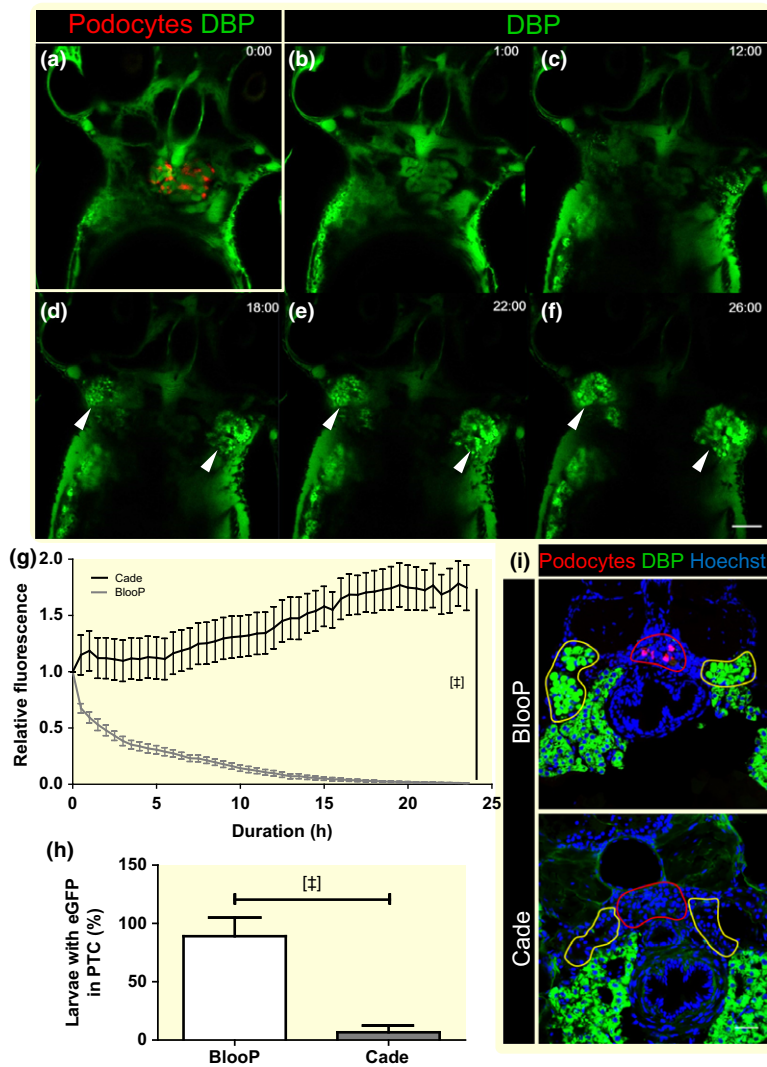 Podocytes DBP
DBP
(a)
0:00
(b)
1:00
(c)
12:00
(d)
18:00
(e)
22:00
(f)
26:00
(g)
2.0
1.5
1.0
0.5
0.0
Relative fluorescence
Cade
BlooP
[‡]
0 5 10 15 20 25
Duration (h)
(h)
150
100
50
0
Larvae with eGFP
in PTC (%)
[‡]
BlooP Cade
(i)
Podocytes DBP Hoechst
BlooP
Cade